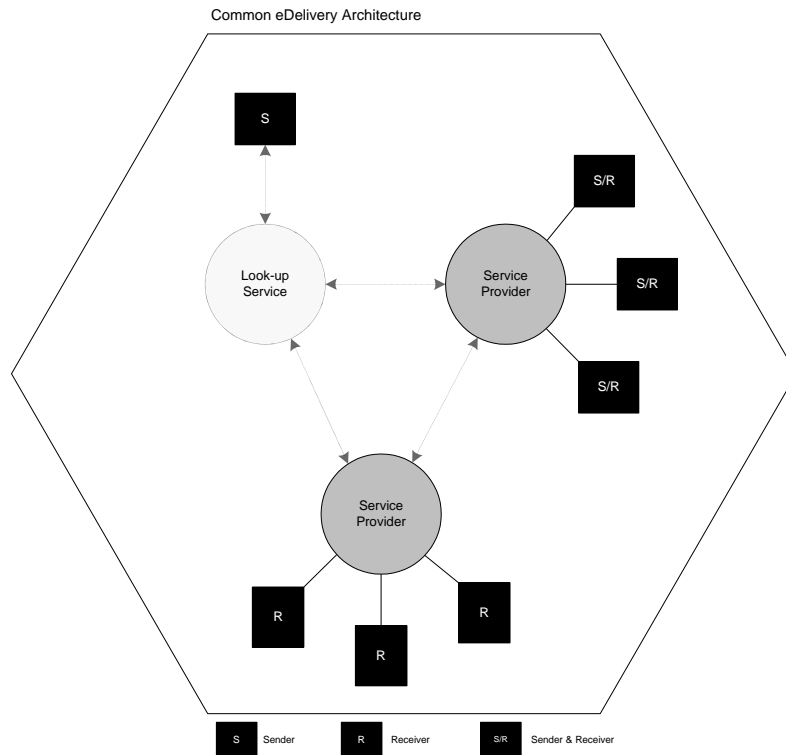 Common eDelivery Architecture
S
S/R
Look-up
Service
Service
Provider
S/R
S/R
Service
Provider
R
R
R
S Sender R Receiver S/R Sender & Receiver